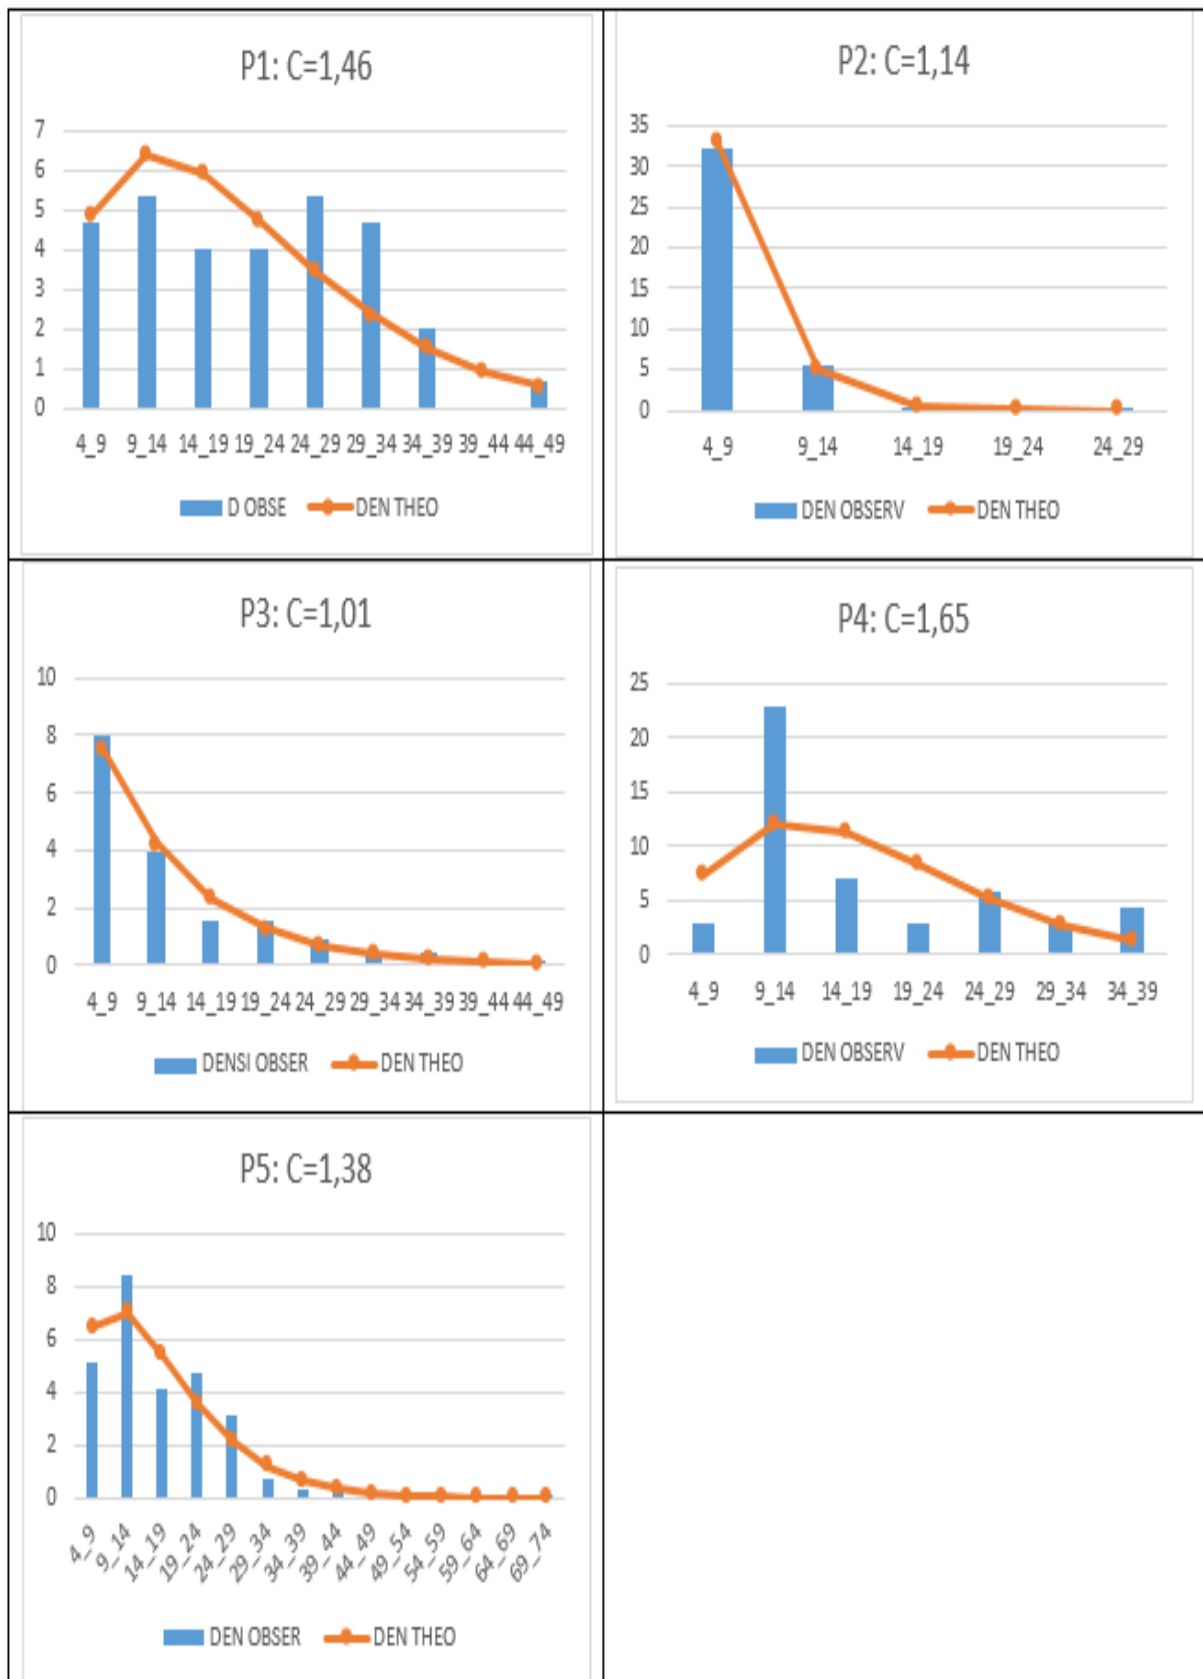 P1: C=1,46
7
6
5
4
3
2
1
0
4_9 9_14 14_19 19_24 24_29 29_34 34_39 39_44 44_49
D OBSE DEN THEO
P2: C=1,14
35
30
25
20
15
10
5
0
4_9 9_14 14_19 19_24 24_29
DEN OBSERV DEN THEO
P3: C=1,01
10
8
6
4
2
0
4_9 9_14 14_19 19_24 24_29 29_34 34_39 39_44 44_49
DENSI OBSER DEN THEO
P4: C=1,65
25
20
15
10
5
0
4_9 9_14 14_19 19_24 24_29 29_34 34_39
DEN OBSERV DEN THEO
P5: C=1,38
10
8
6
4
2
0
4_9 9_14 14_19 19_24 24_29 29_34 34_39 39_44 44_49 49_54 54_59 59_64 64_69 69_74
DEN OBSER DEN THEO